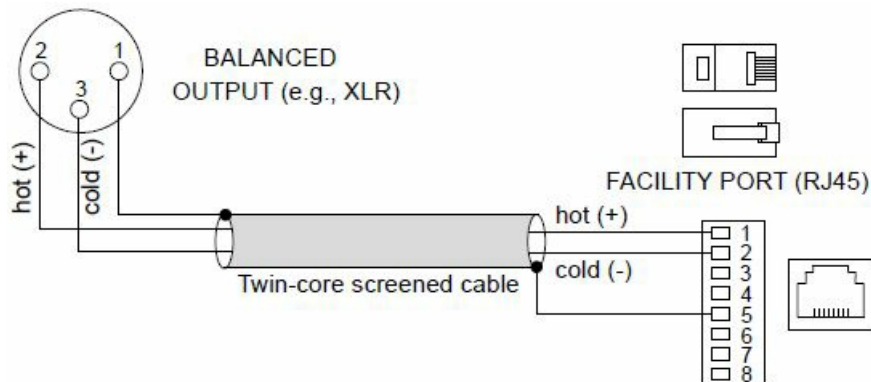 2
1
3
BALANCED
OUTPUT (e.g., XLR)
hot (+)
cold (-)
FACILITY PORT (RJ45)
hot (+)
cold (-)
Twin-core screened cable
1
2
3
4
5
6
7
8